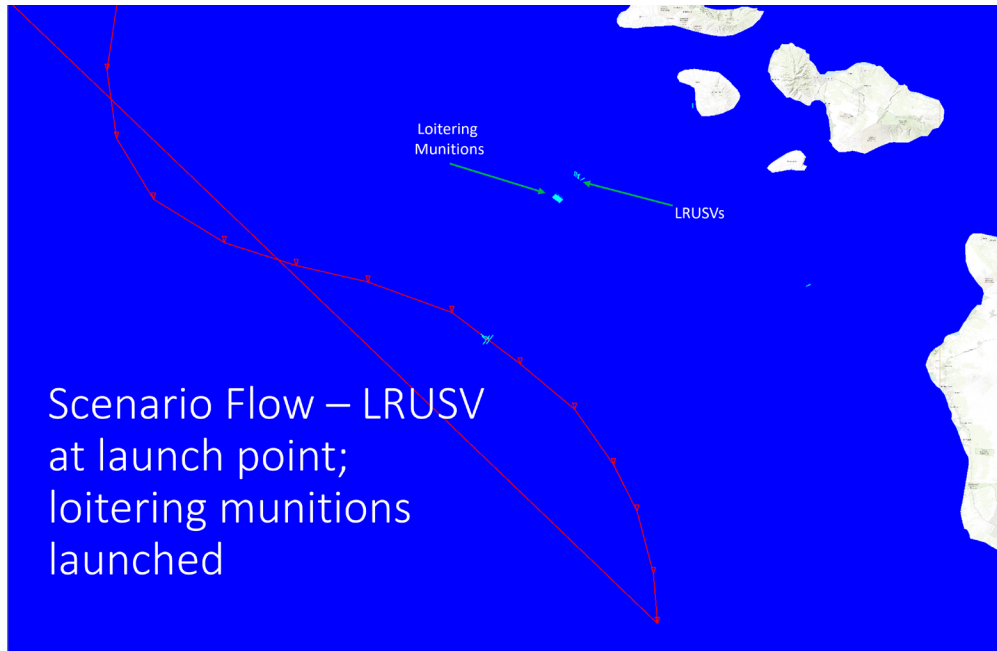 Loitering
Munitions
LRUSVs
Scenario Flow – LRUSV
at launch point;
loitering munitions
launched